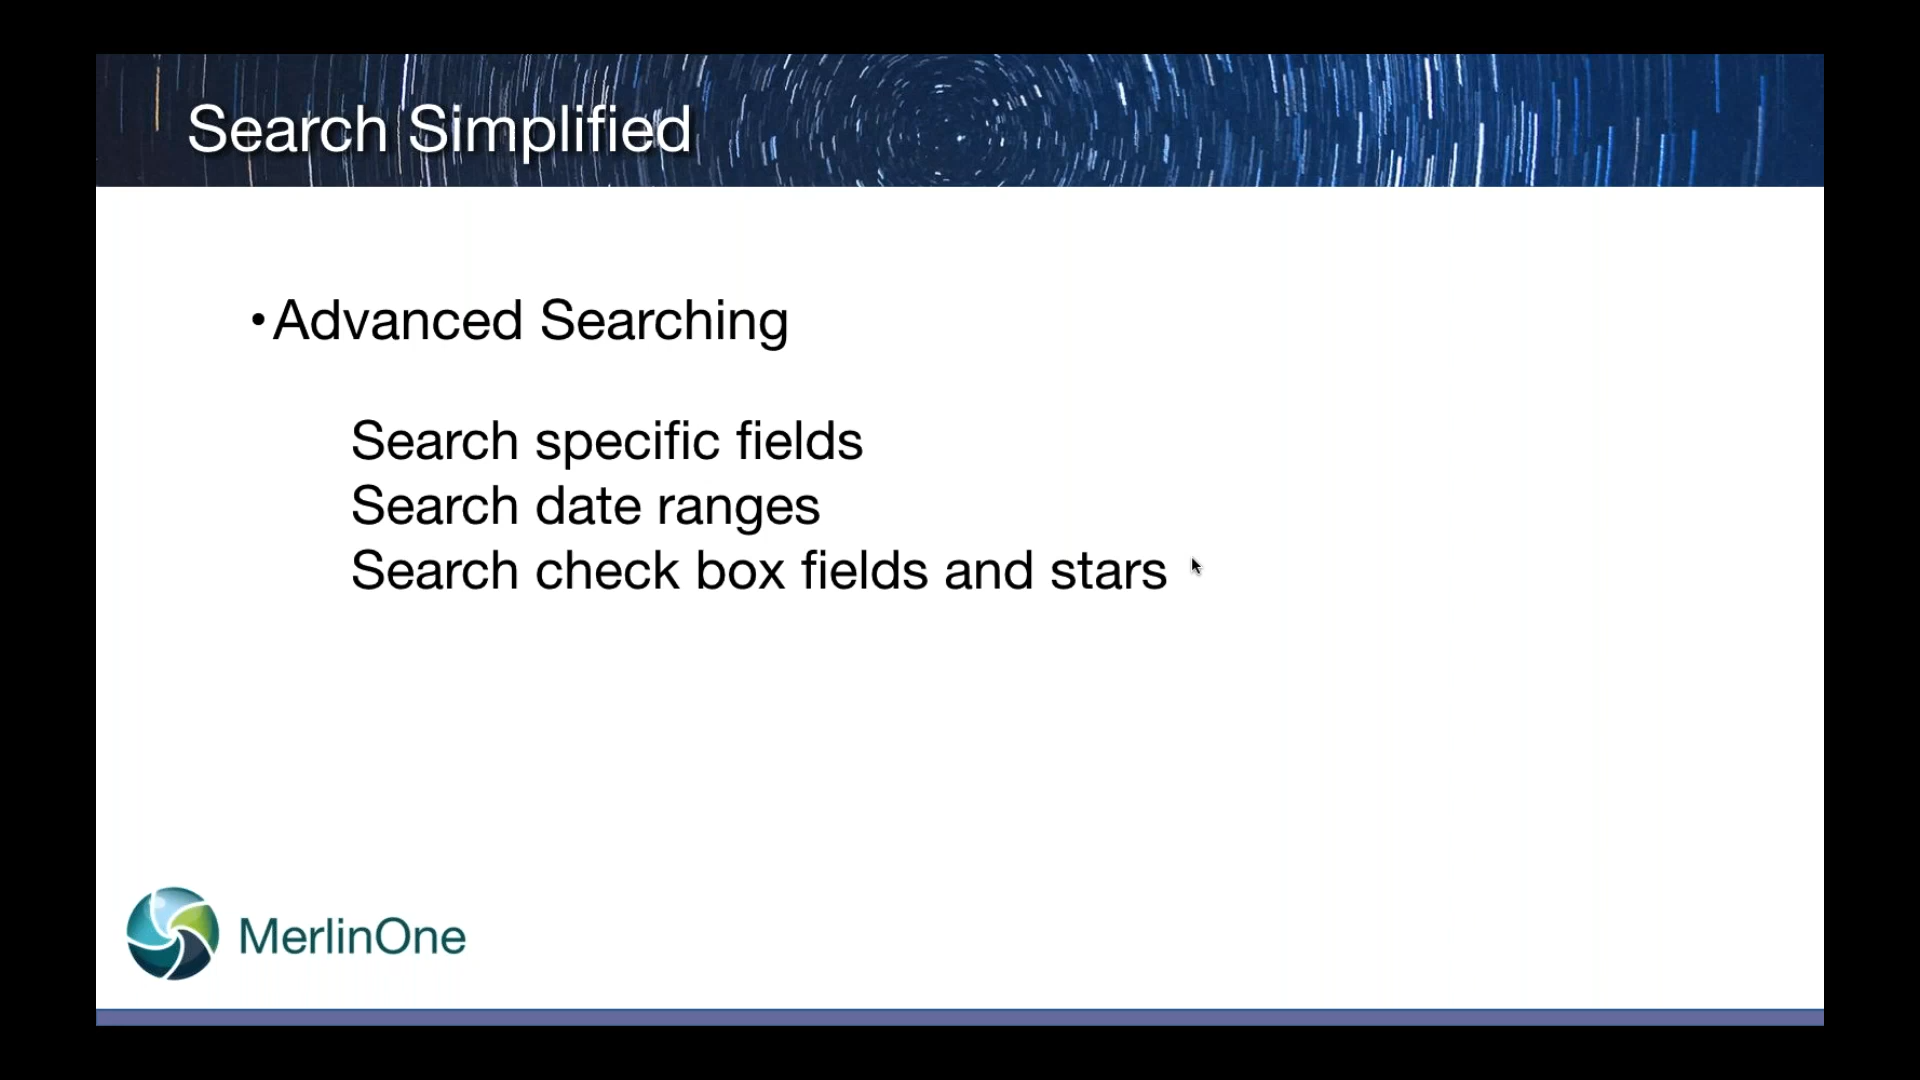 Search Simplified
•Advanced Searching
Search specific fields
Search date ranges
Search check box fields and stars
MerlinOne